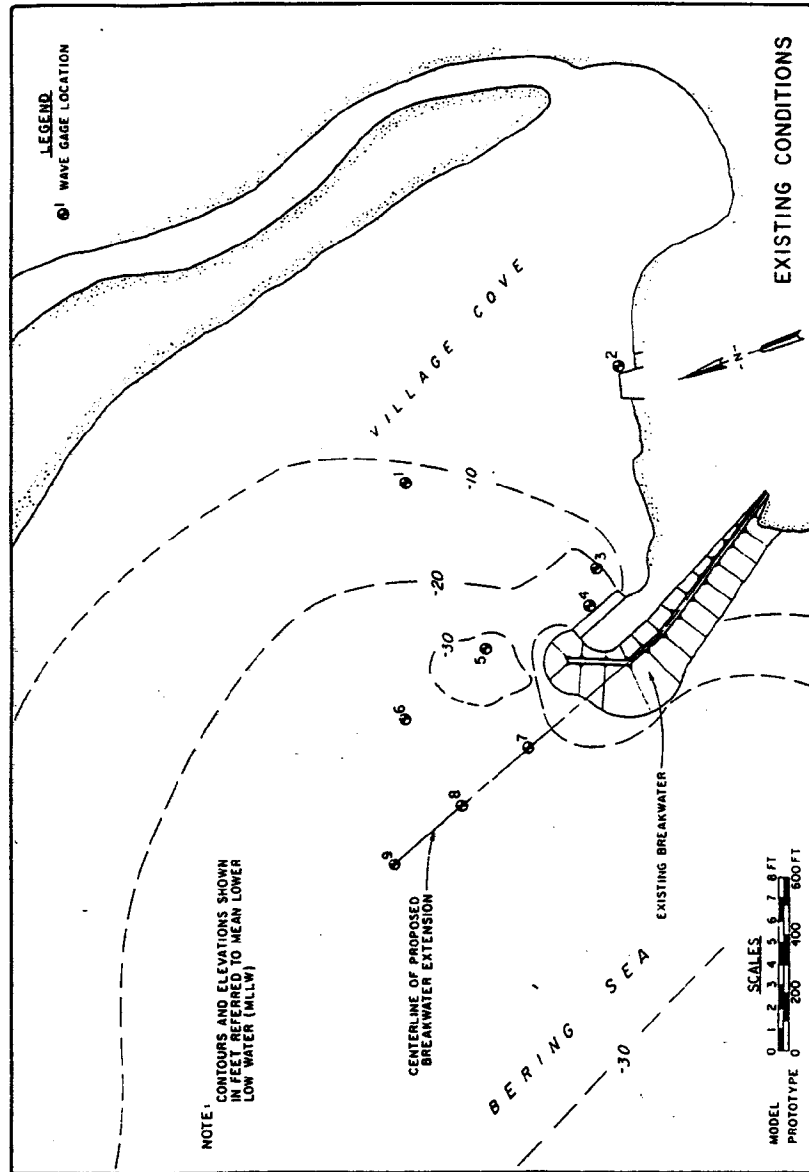 LEGEND
1 WAVE GAGE LOCATION
NOTE: CONTOURS AND ELEVATIONS SHOWN
IN FEET REFERRED TO MEAN LOWER
LOW WATER (MLLW)
VILLAGE COVE
1
-10
2
-20
3
4
-30
5
6
7
8
9
-N-
CENTERLINE OF PROPOSED
BREAKWATER EXTENSION
EXISTING BREAKWATER
BERING SEA
-30
SCALES
MODEL 0 1 2 3 4 5 6 7 8 FT
PROTOTYPE 0 200 400 600 FT
EXISTING CONDITIONS